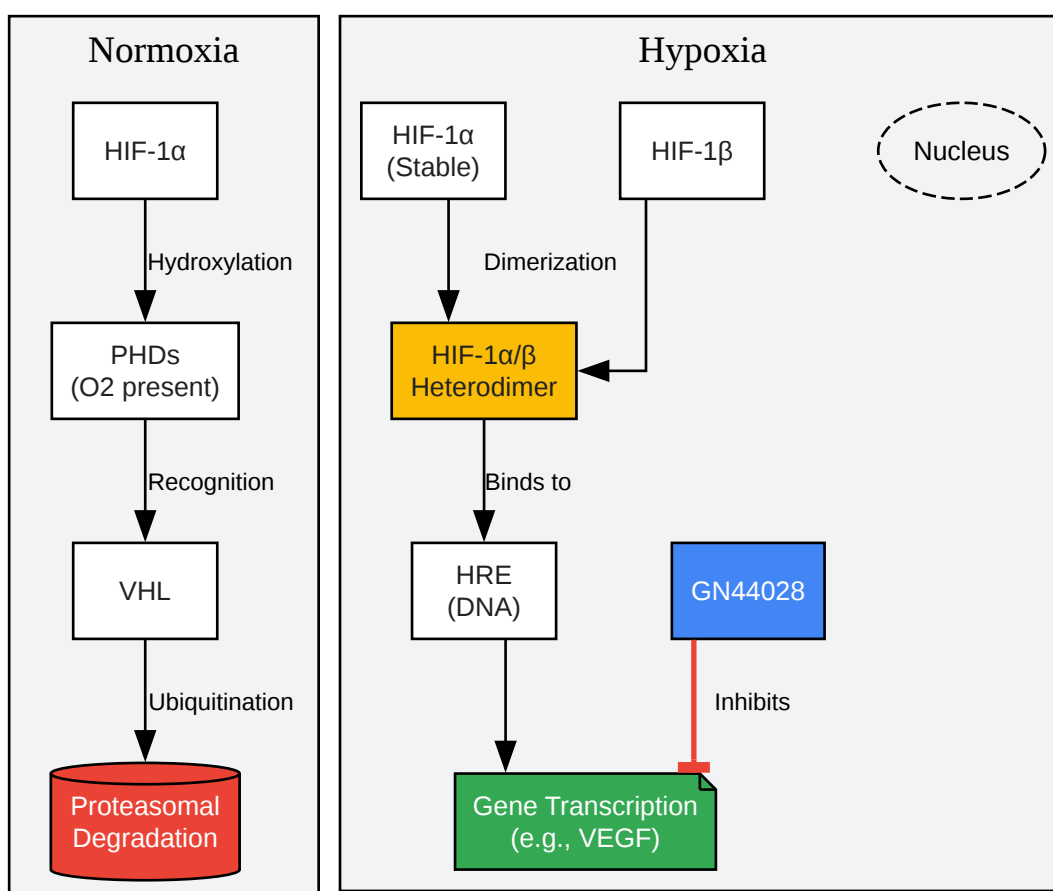 Normoxia
HIF-1α
Hydroxylation
PHDs
(O2 present)
Recognition
VHL
Ubiquitination
Proteasomal
Degradation
Hypoxia
HIF-1α
(Stable)
HIF-1β
Nucleus
Dimerization
HIF-1α/β
Heterodimer
Binds to
HRE
(DNA)
GN44028
Inhibits
Gene Transcription
(e.g., VEGF)